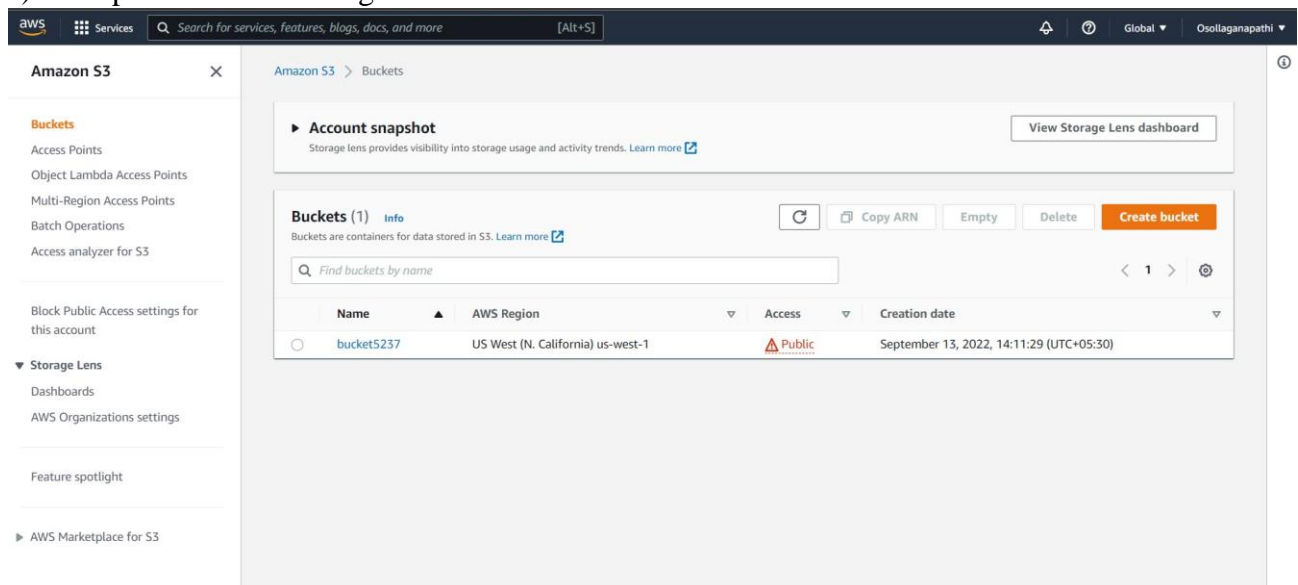 aws Services Search for services, features, blogs, docs, and more [Alt+S] Global Osollaganapathi
Amazon S3
Buckets
Access Points
Object Lambda Access Points
Multi-Region Access Points
Batch Operations
Access analyzer for S3
Block Public Access settings for
this account
Storage Lens
Dashboards
AWS Organizations settings
Feature spotlight
AWS Marketplace for S3
Amazon S3 > Buckets
Account snapshot
Storage lens provides visibility into storage usage and activity trends. Learn more
View Storage Lens dashboard
Buckets (1) Info
Buckets are containers for data stored in S3. Learn more
Copy ARN Empty Delete Create bucket
Find buckets by name
< 1 >
Name AWS Region Access Creation date
bucket5237 US West (N. California) us-west-1 Public September 13, 2022, 14:11:29 (UTC+05:30)